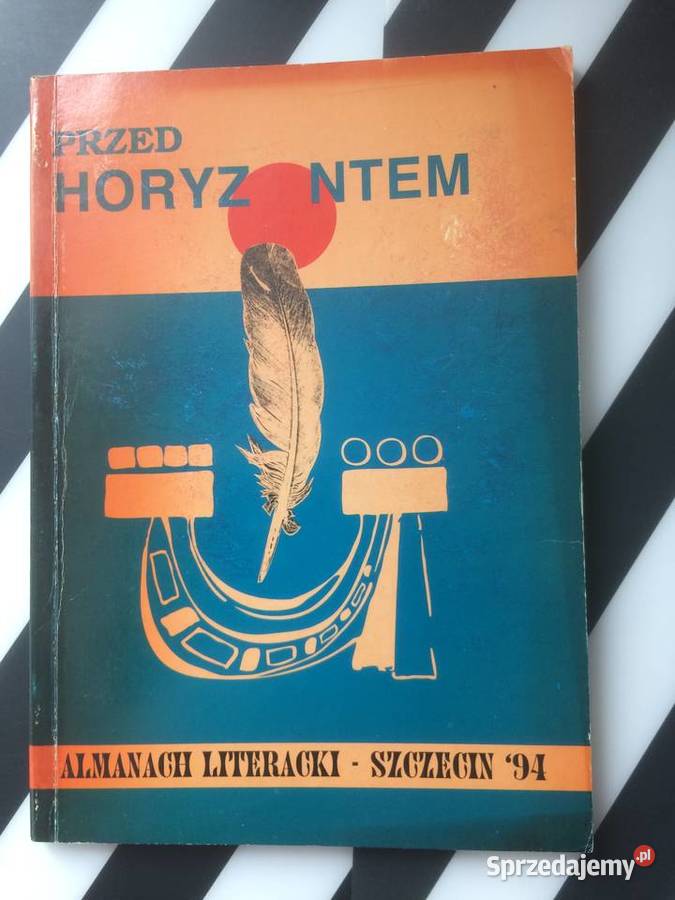 PRZED
HORYZ NTEM
ALMANACH LITERACKI - SZCZECIN '94
Sprzedajemy.pl